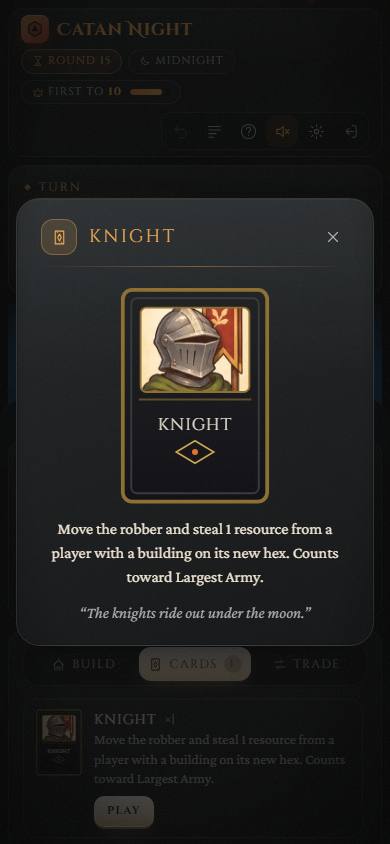 CATAN NIGHT
ROUND 15
MIDNIGHT
FIRST TO 10
TURN
KNIGHT
KNIGHT
Move the robber and steal 1 resource from a
player with a building on its new hex. Counts
toward Largest Army.
“The knights ride out under the moon.”
BUILD
CARDS 1
TRADE
KNIGHT ×1
KNIGHT
Move the robber and steal 1 resource from a
player with a building on its new hex. Counts
toward Largest Army.
PLAY